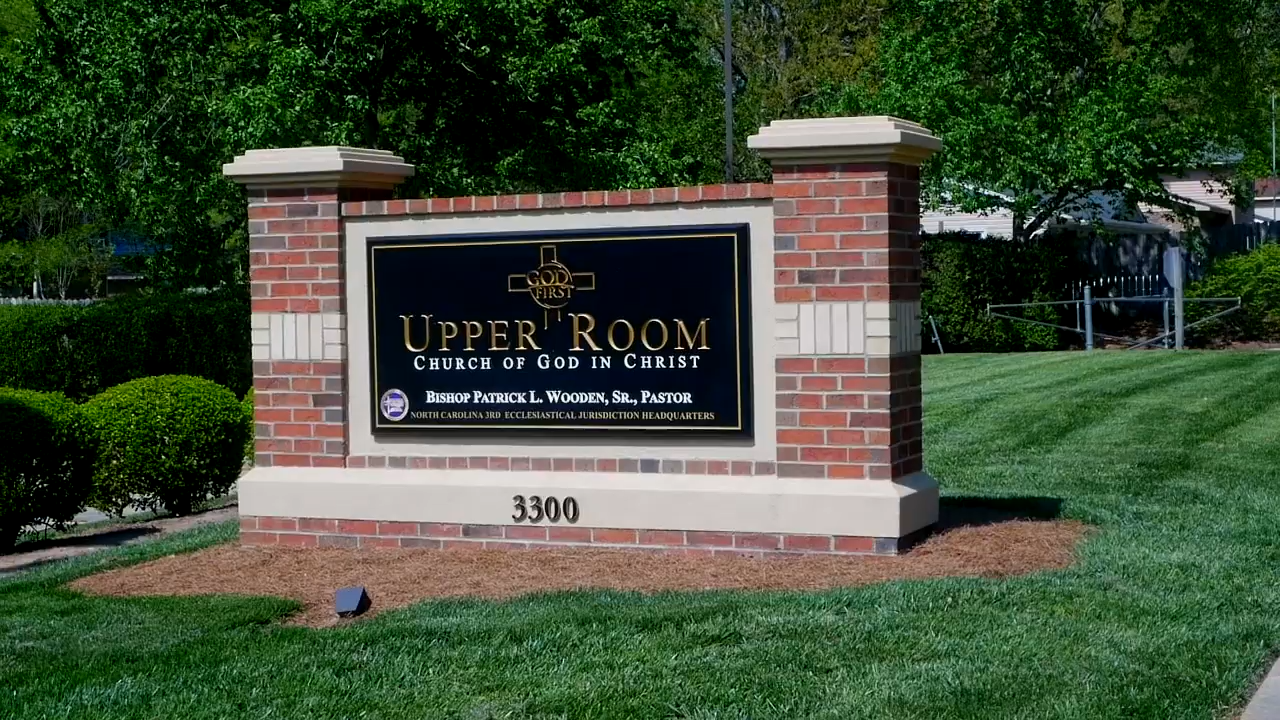 GOD
FIRST
UPPER ROOM
CHURCH OF GOD IN CHRIST
BISHOP PATRICK L. WOODEN, SR., PASTOR
NORTH CAROLINA 3RD ECCLESIASTICAL JURISDICTION HEADQUARTERS
3300